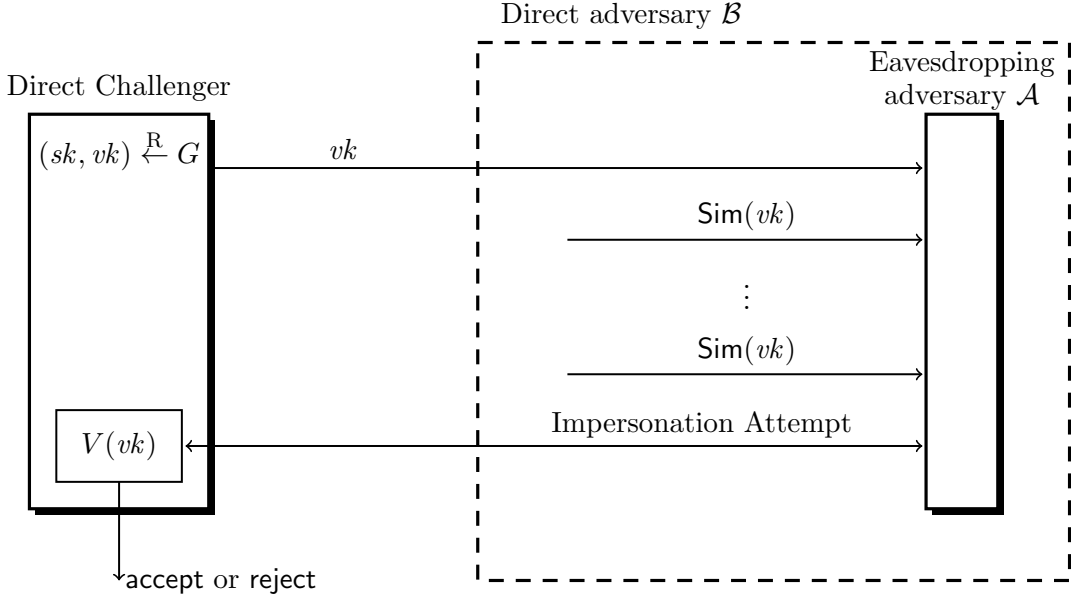 Direct adversary 𝓑
Eavesdropping
adversary 𝓐
Direct Challenger
(sk, vk) ←R G
vk
Sim(vk)
⋮
Sim(vk)
Impersonation Attempt
V(vk)
accept or reject